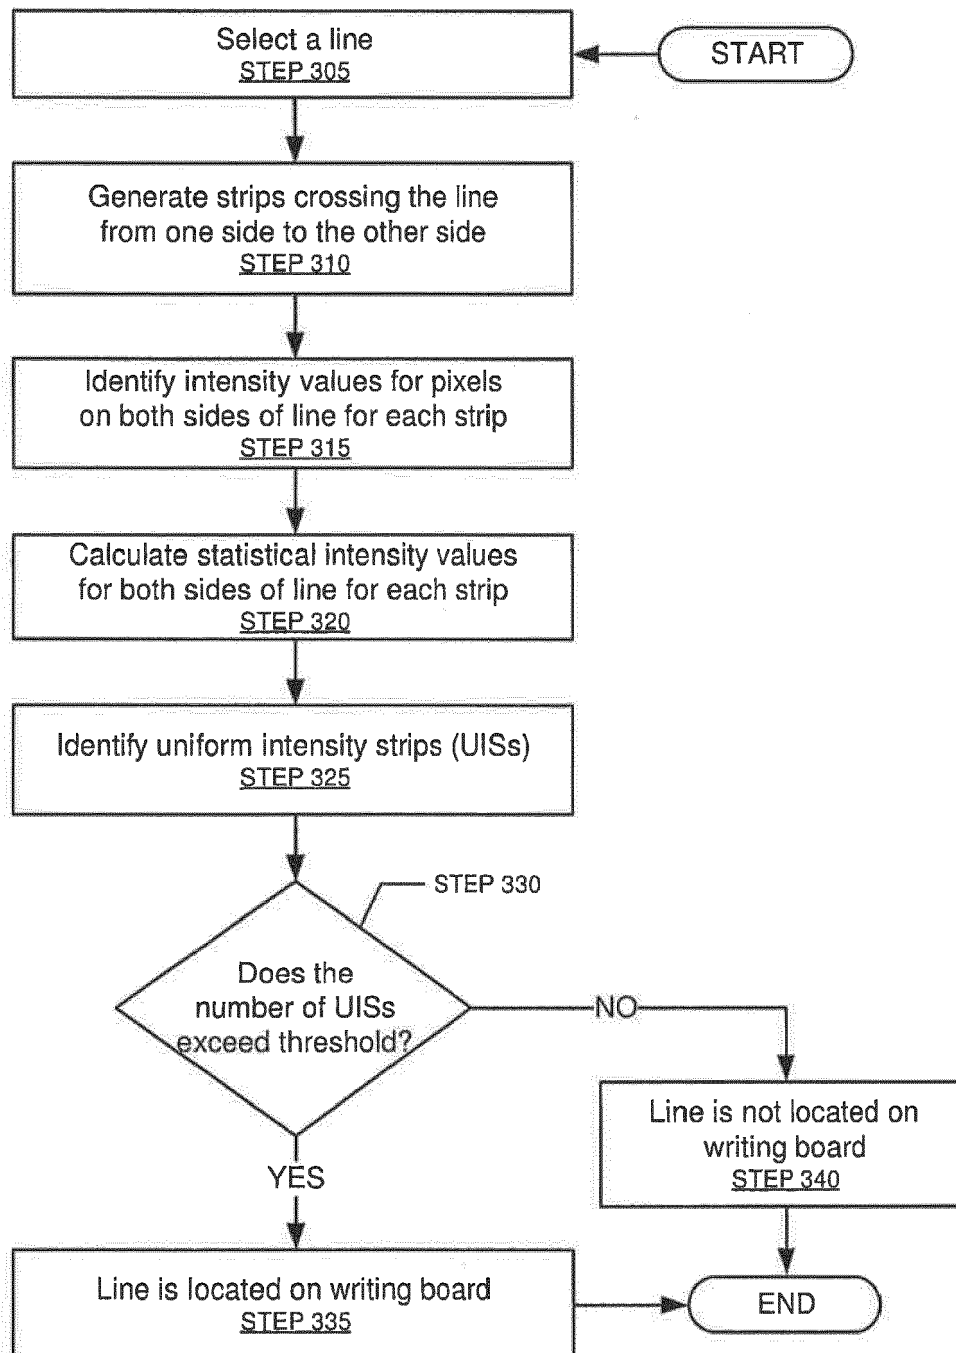 START
Select a line
STEP 305
Generate strips crossing the line
from one side to the other side
STEP 310
Identify intensity values for pixels
on both sides of line for each strip
STEP 315
Calculate statistical intensity values
for both sides of line for each strip
STEP 320
Identify uniform intensity strips (UISs)
STEP 325
STEP 330
Does the
number of UISs
exceed threshold?
NO
YES
Line is not located on
writing board
STEP 340
Line is located on writing board
STEP 335
END